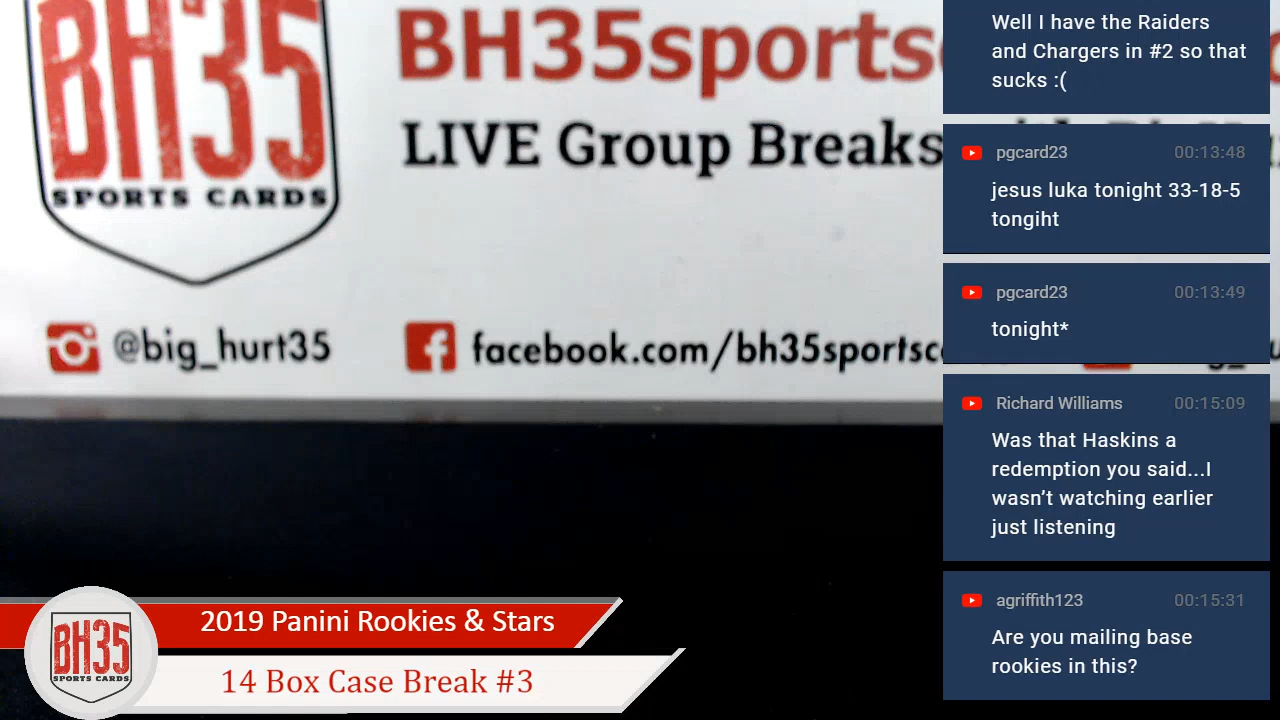 BH35
SPORTS CARDS
BH35sports
LIVE Group Breaks
@big_hurt35
facebook.com/bh35sportsc
Well I have the Raiders
and Chargers in #2 so that
sucks :(
pgcard23 00:13:48
jesus luka tonight 33-18-5
tongiht
pgcard23 00:13:49
tonight*
Richard Williams 00:15:09
Was that Haskins a
redemption you said...I
wasn’t watching earlier
just listening
agriffith123 00:15:31
Are you mailing base
rookies in this?
BH35
SPORTS CARDS
2019 Panini Rookies & Stars
14 Box Case Break #3